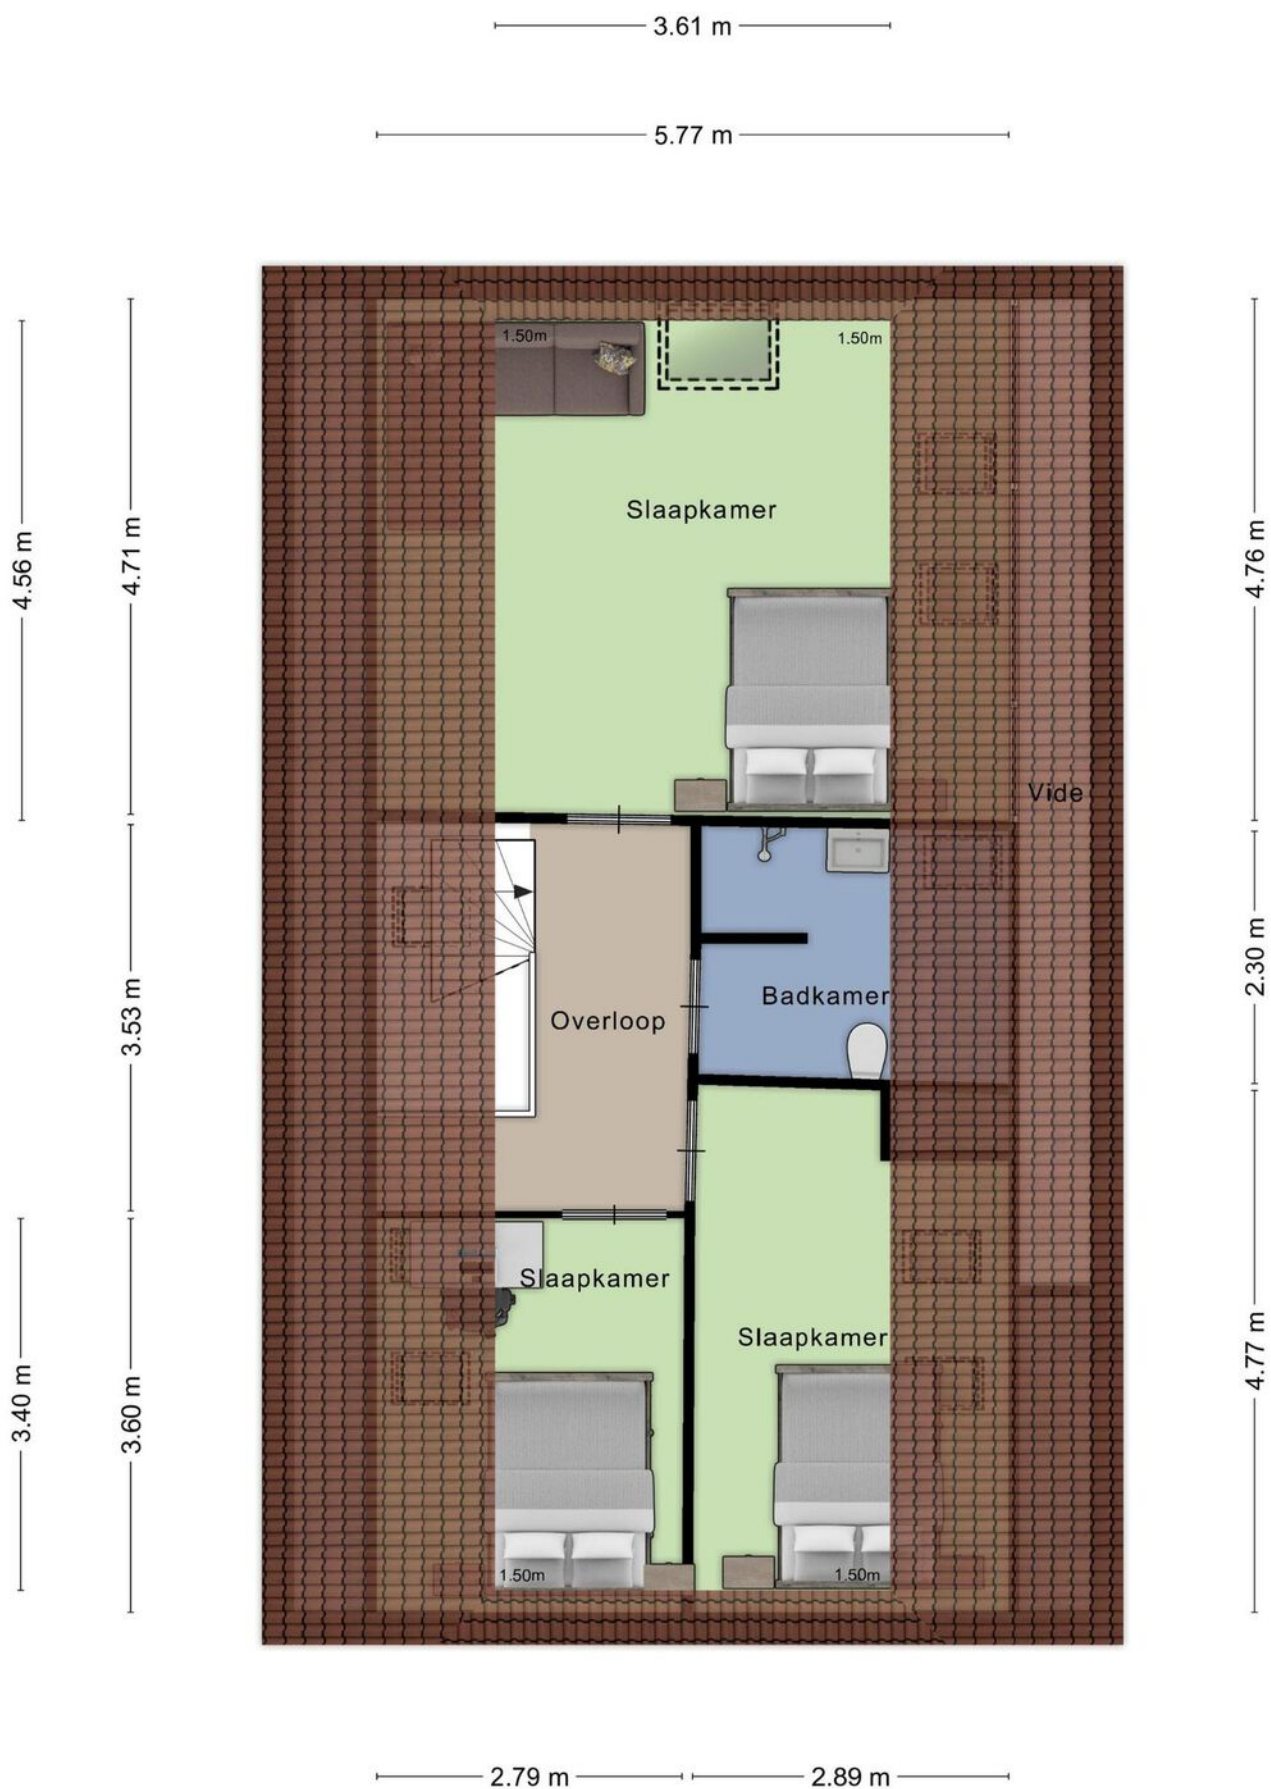 3.61 m
5.77 m
1.50m
1.50m
Slaapkamer
4.56 m
4.71 m
4.76 m
Vide
Badkamer
Overloop
3.53 m
2.30 m
Slaapkamer
Slaapkamer
3.40 m
3.60 m
4.77 m
1.50m
1.50m
2.79 m
2.89 m